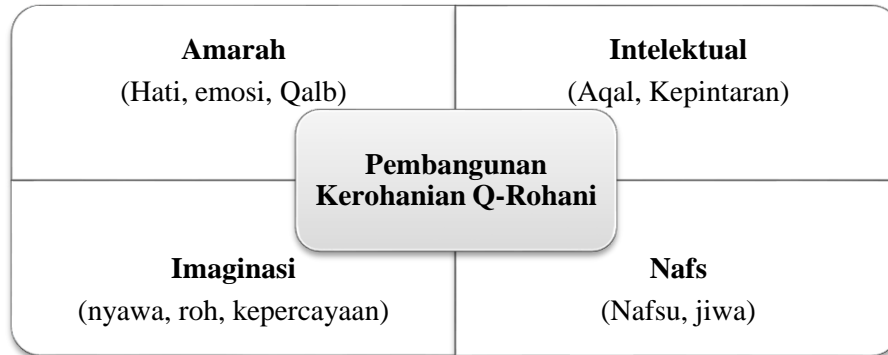 Amarah
(Hati, emosi, Qalb)
Intelektual
(Aqal, Kepintaran)
Pembangunan
Kerohanian Q-Rohani
Imaginasi
(nyawa, roh, kepercayaan)
Nafs
(Nafsu, jiwa)